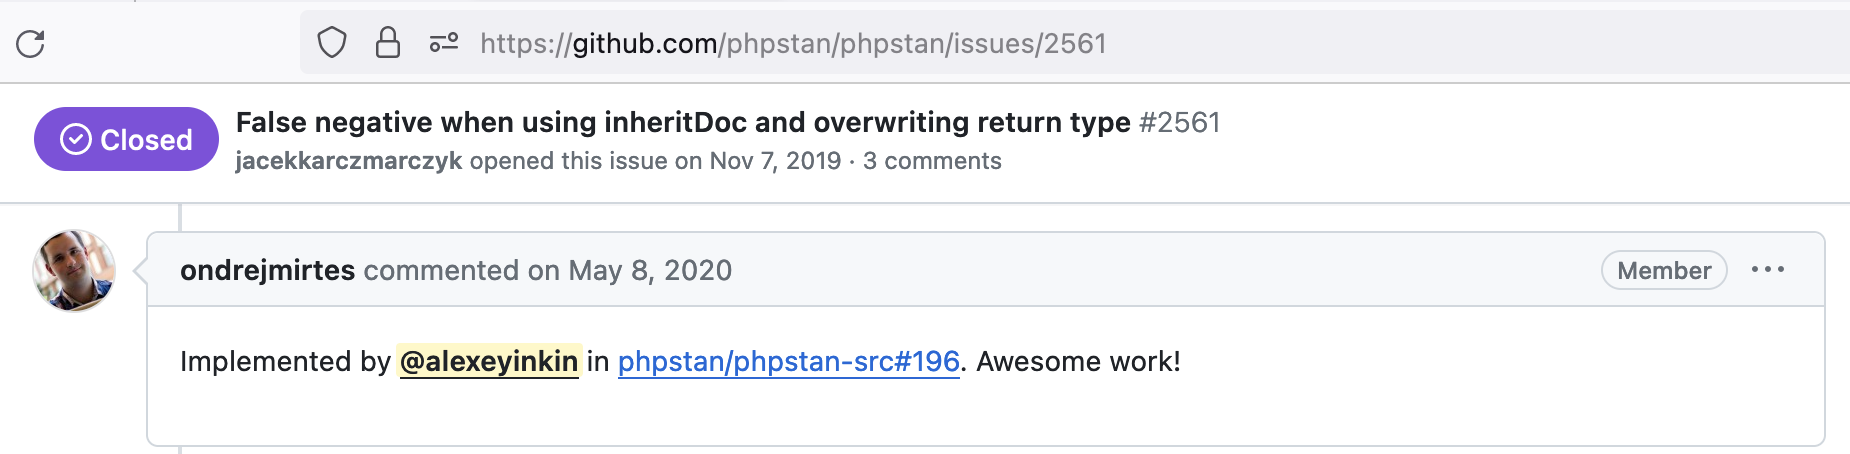 https://github.com/phpstan/phpstan/issues/2561
Closed
False negative when using inheritDoc and overwriting return type #2561
jacekkarczmarczyk opened this issue on Nov 7, 2019 · 3 comments
ondrejmirtes commented on May 8, 2020
Member
Implemented by @alexeyinkin in phpstan/phpstan-src#196. Awesome work!